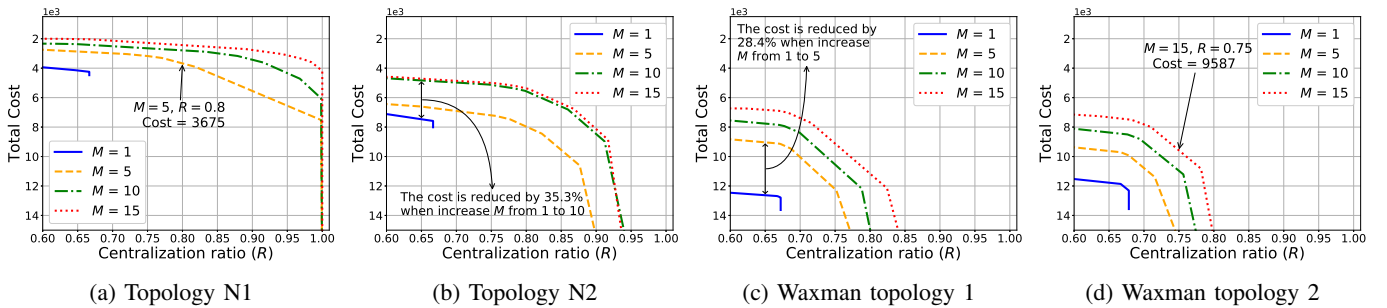 1e3
2
4
6
8
10
12
14
Total Cost
0.60 0.65 0.70 0.75 0.80 0.85 0.90 0.95 1.00
Centralization ratio (R)
M = 5, R = 0.8
Cost = 3675
M = 1
M = 5
M = 10
M = 15
(a) Topology N1
1e3
0
2
4
6
8
10
12
14
Total Cost
0.60 0.65 0.70 0.75 0.80 0.85 0.90 0.95 1.00
Centralization ratio (R)
M = 1
M = 5
M = 10
M = 15
The cost is reduced by 35.3%
when increase M from 1 to 10
(b) Topology N2
1e3
0
2
4
6
8
10
12
14
Total Cost
0.60 0.65 0.70 0.75 0.80 0.85 0.90 0.95 1.00
Centralization ratio (R)
The cost is reduced by
28.4% when increase
M from 1 to 5
M = 1
M = 5
M = 10
M = 15
(c) Waxman topology 1
1e3
0
2
4
6
8
10
12
14
Total Cost
0.60 0.65 0.70 0.75 0.80 0.85 0.90 0.95 1.00
Centralization ratio (R)
M = 15, R = 0.75
Cost = 9587
M = 1
M = 5
M = 10
M = 15
(d) Waxman topology 2